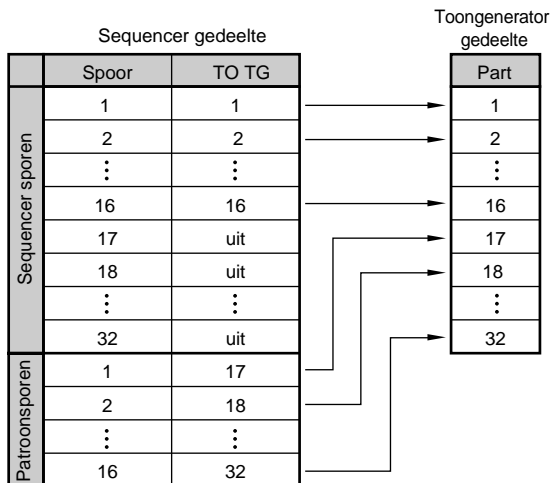 Sequencer gedeelte
Toongenerator
gedeelte
Spoor TO TG Part
Sequencer sporen
1 1 1
2 2 2
⋮ ⋮ ⋮
16 16 16
17 uit 17
18 uit 18
⋮ ⋮ ⋮
32 uit 32
Patroonsporen
1 17
2 18
⋮ ⋮
16 32